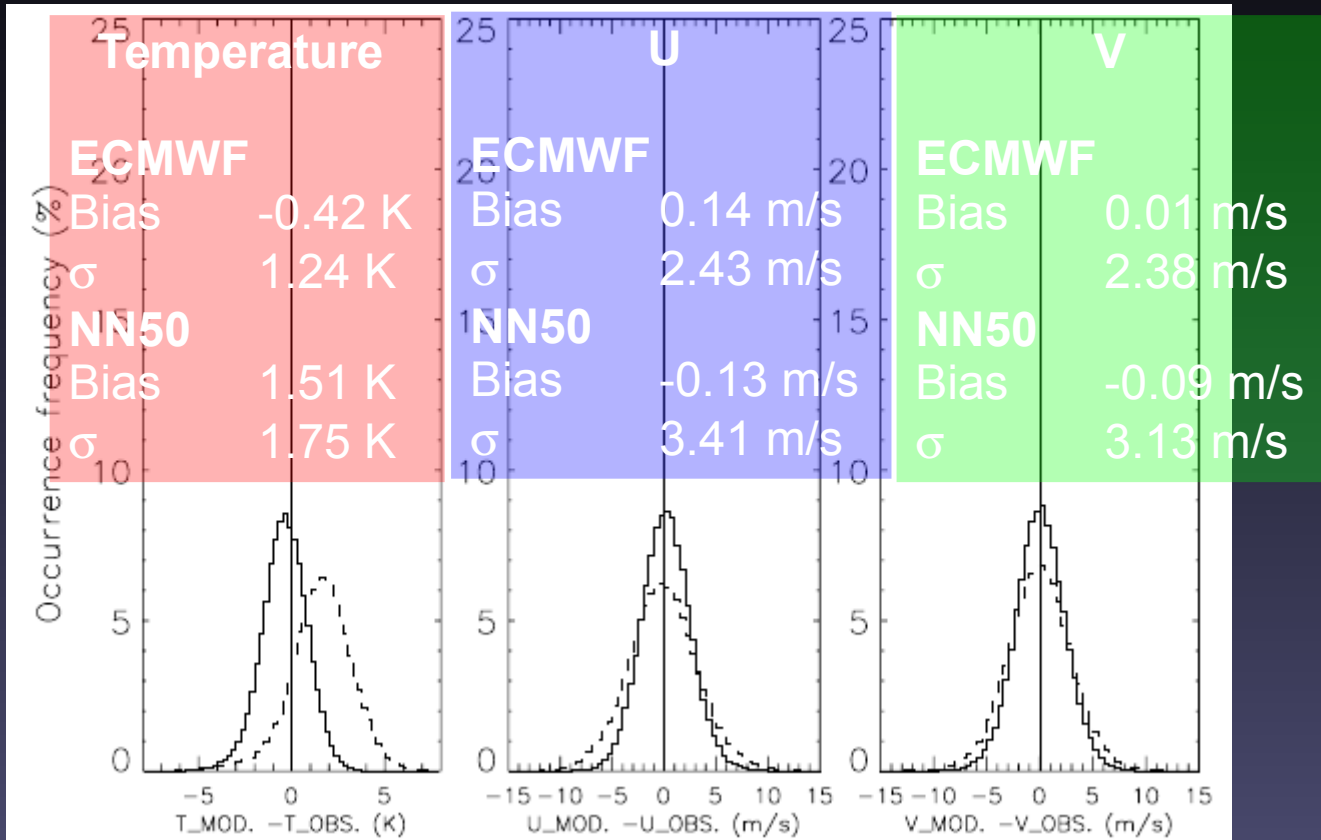 Temperature
ECMWF
Bias -0.42 K
σ 1.24 K
NN50
Bias 1.51 K
σ 1.75 K
U
ECMWF
Bias 0.14 m/s
σ 2.43 m/s
NN50
Bias -0.13 m/s
σ 3.41 m/s
V
ECMWF
Bias 0.01 m/s
σ 2.38 m/s
NN50
Bias -0.09 m/s
σ 3.13 m/s
Occurrence frequency (%)
25
20
15
10
5
0
-5 0 5
T_MOD. -T_OBS. (K)
25
20
15
10
5
0
-15 -10 -5 0 5 10 15
U_MOD. -U_OBS. (m/s)
25
20
15
10
5
0
-15 -10 -5 0 5 10 15
V_MOD. -V_OBS. (m/s)